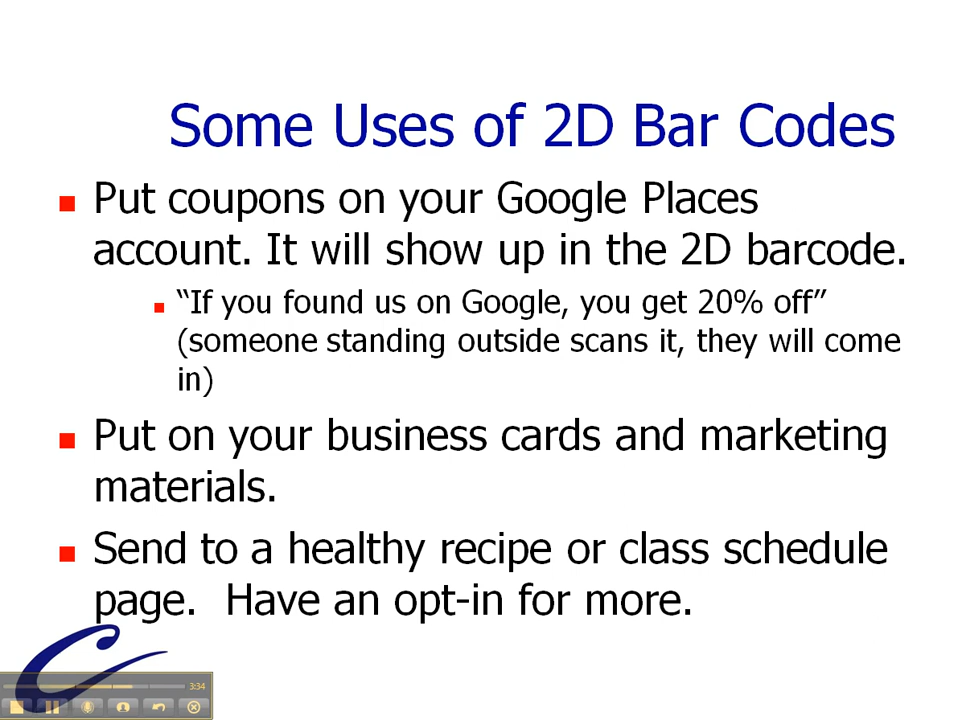 Some Uses of 2D Bar Codes
Put coupons on your Google Places
account. It will show up in the 2D barcode.
“If you found us on Google, you get 20% off”
(someone standing outside scans it, they will come
in)
Put on your business cards and marketing
materials.
Send to a healthy recipe or class schedule
page.  Have an opt-in for more.
3:34